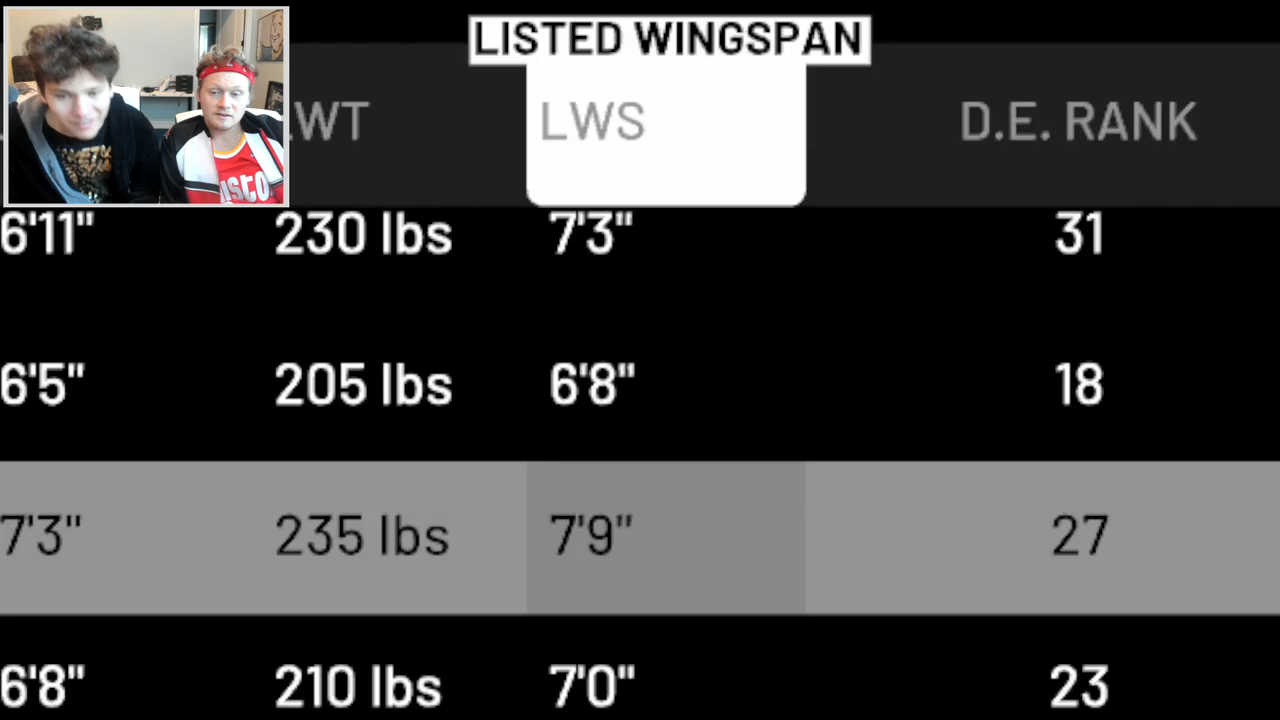 LISTED WINGSPAN
WT LWS D.E. RANK
6'11" 230 lbs 7'3" 31
6'5" 205 lbs 6'8" 18
7'3" 235 lbs 7'9" 27
6'8" 210 lbs 7'0" 23